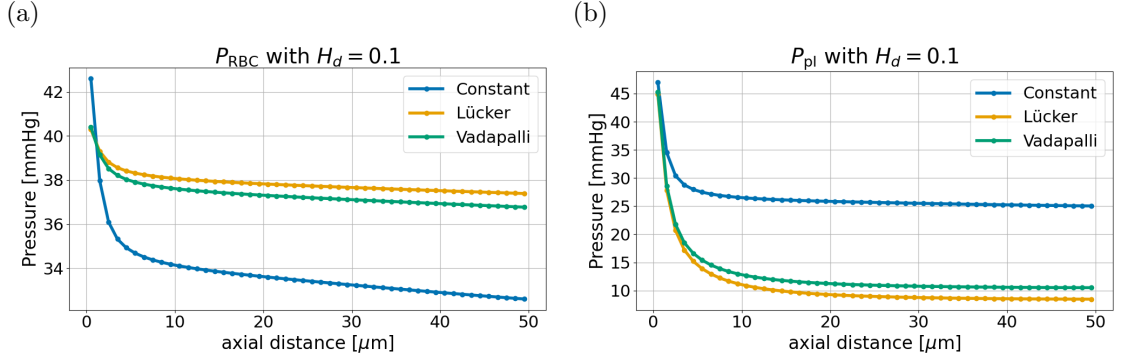 (a)
P_RBC with H_d = 0.1
42
40
38
36
34
Pressure [mmHg]
0
10
20
30
40
50
axial distance [μm]
Constant
Lücker
Vadapalli
(b)
P_pl with H_d = 0.1
45
40
35
30
25
20
15
10
Pressure [mmHg]
0
10
20
30
40
50
axial distance [μm]
Constant
Lücker
Vadapalli